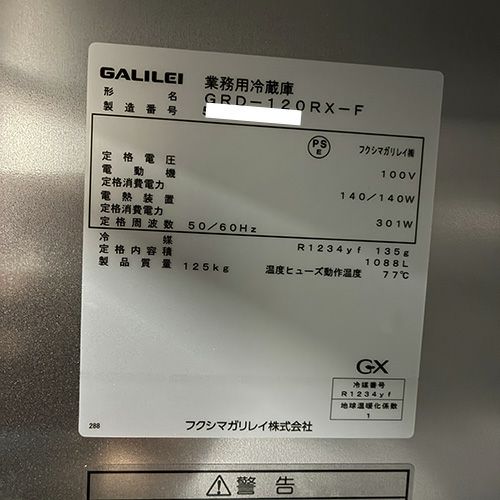 GALILEI 業務用冷蔵庫
形名 GRD-120RX-F
製造番号
PS E フクシマガリレイ㈱
定格電圧 100V
電動機
定格消費電力 140/140W
電熱装置
定格消費電力 301W
定格周波数 50/60Hz
冷媒 R1234yf 135g
定格内容積 1088L
製品質量 125kg 温度ヒューズ動作温度 77℃
GX
冷媒番号
R1234yf
地球温暖化係数
1
288 フクシマガリレイ株式会社
⚠警告